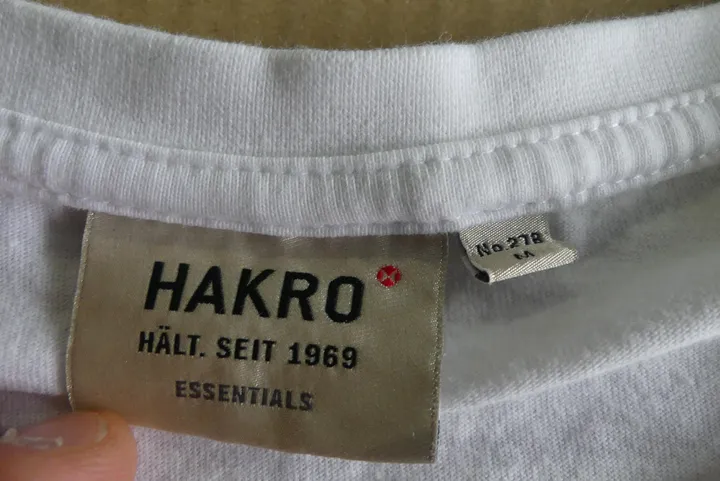 HAKRO
HÄLT. SEIT 1969
ESSENTIALS
No. 278
M